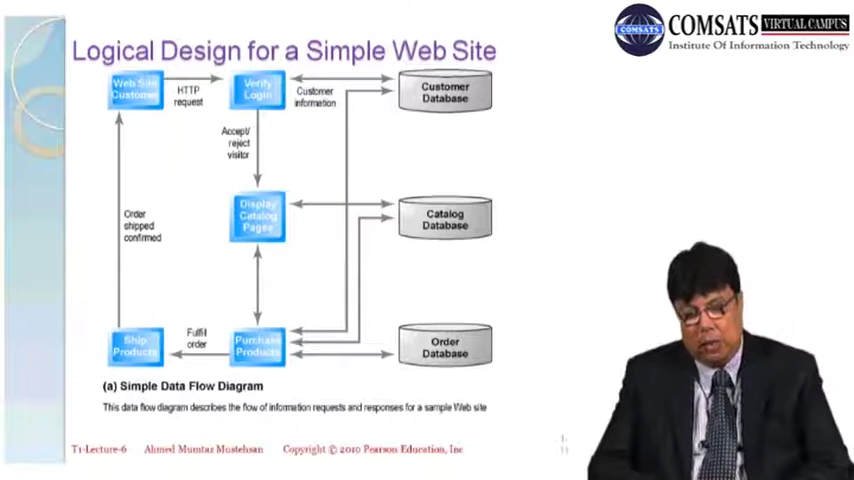 COMSATS VIRTUAL CAMPUS
COMSATS
Institute Of Information Technology
Logical Design for a Simple Web Site
Web Site
Customer
HTTP
request
Verify
Login
Customer
information
Customer
Database
Accept/
reject
visitor
Display
Catalog
Pages
Catalog
Database
Order
shipped
confirmed
Ship
Products
Fulfill
order
Purchase
Products
Order
Database
(a) Simple Data Flow Diagram
This data flow diagram describes the flow of information requests and responses for a sample Web site
T1-Lecture-6 Ahmed Mumtaz Mustehsan Copyright © 2010 Pearson Education, Inc